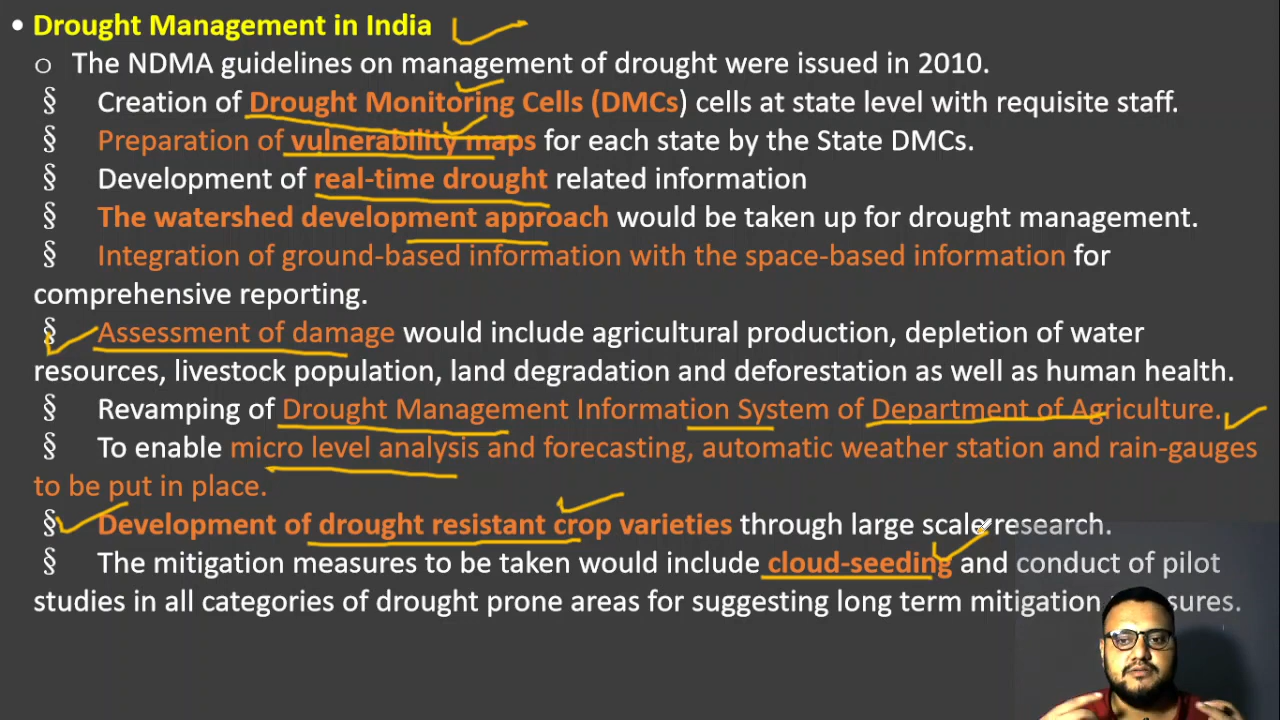 • Drought Management in India
o The NDMA guidelines on management of drought were issued in 2010.
§ Creation of Drought Monitoring Cells (DMCs) cells at state level with requisite staff.
§ Preparation of vulnerability maps for each state by the State DMCs.
§ Development of real-time drought related information
§ The watershed development approach would be taken up for drought management.
§ Integration of ground-based information with the space-based information for
comprehensive reporting.
§ Assessment of damage would include agricultural production, depletion of water
resources, livestock population, land degradation and deforestation as well as human health.
§ Revamping of Drought Management Information System of Department of Agriculture.
§ To enable micro level analysis and forecasting, automatic weather station and rain-gauges
to be put in place.
§ Development of drought resistant crop varieties through large scale research.
§ The mitigation measures to be taken would include cloud-seeding and conduct of pilot
studies in all categories of drought prone areas for suggesting long term mitigation